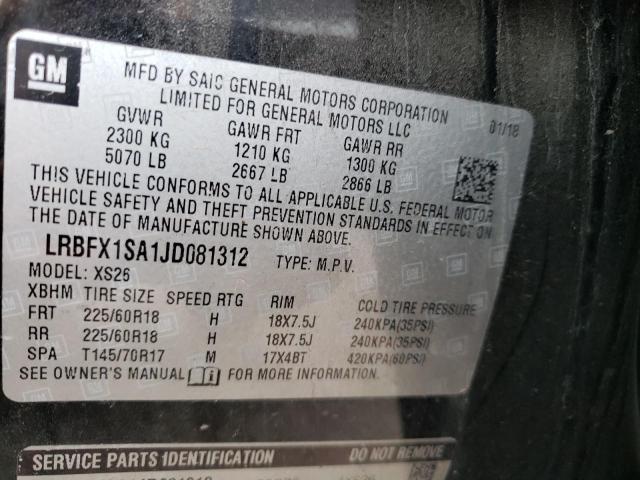 GM
MFD BY SAIC GENERAL MOTORS CORPORATION
LIMITED FOR GENERAL MOTORS LLC
01/18
GVWR GAWR FRT GAWR RR
2300 KG 1210 KG 1300 KG
5070 LB 2667 LB 2866 LB
THIS VEHICLE CONFORMS TO ALL APPLICABLE U.S. FEDERAL MOTOR
VEHICLE SAFETY AND THEFT PREVENTION STANDARDS IN EFFECT ON
THE DATE OF MANUFACTURE SHOWN ABOVE.
LRBFX1SA1JD081312 TYPE: M.P.V.
MODEL: XS26
XBHM TIRE SIZE SPEED RTG RIM COLD TIRE PRESSURE
FRT 225/60R18 H 18X7.5J 240KPA(35PSI)
RR 225/60R18 H 18X7.5J 240KPA(35PSI)
SPA T145/70R17 M 17X4BT 420KPA(60PSI)
SEE OWNER'S MANUAL FOR MORE INFORMATION.
SERVICE PARTS IDENTIFICATION DO NOT REMOVE